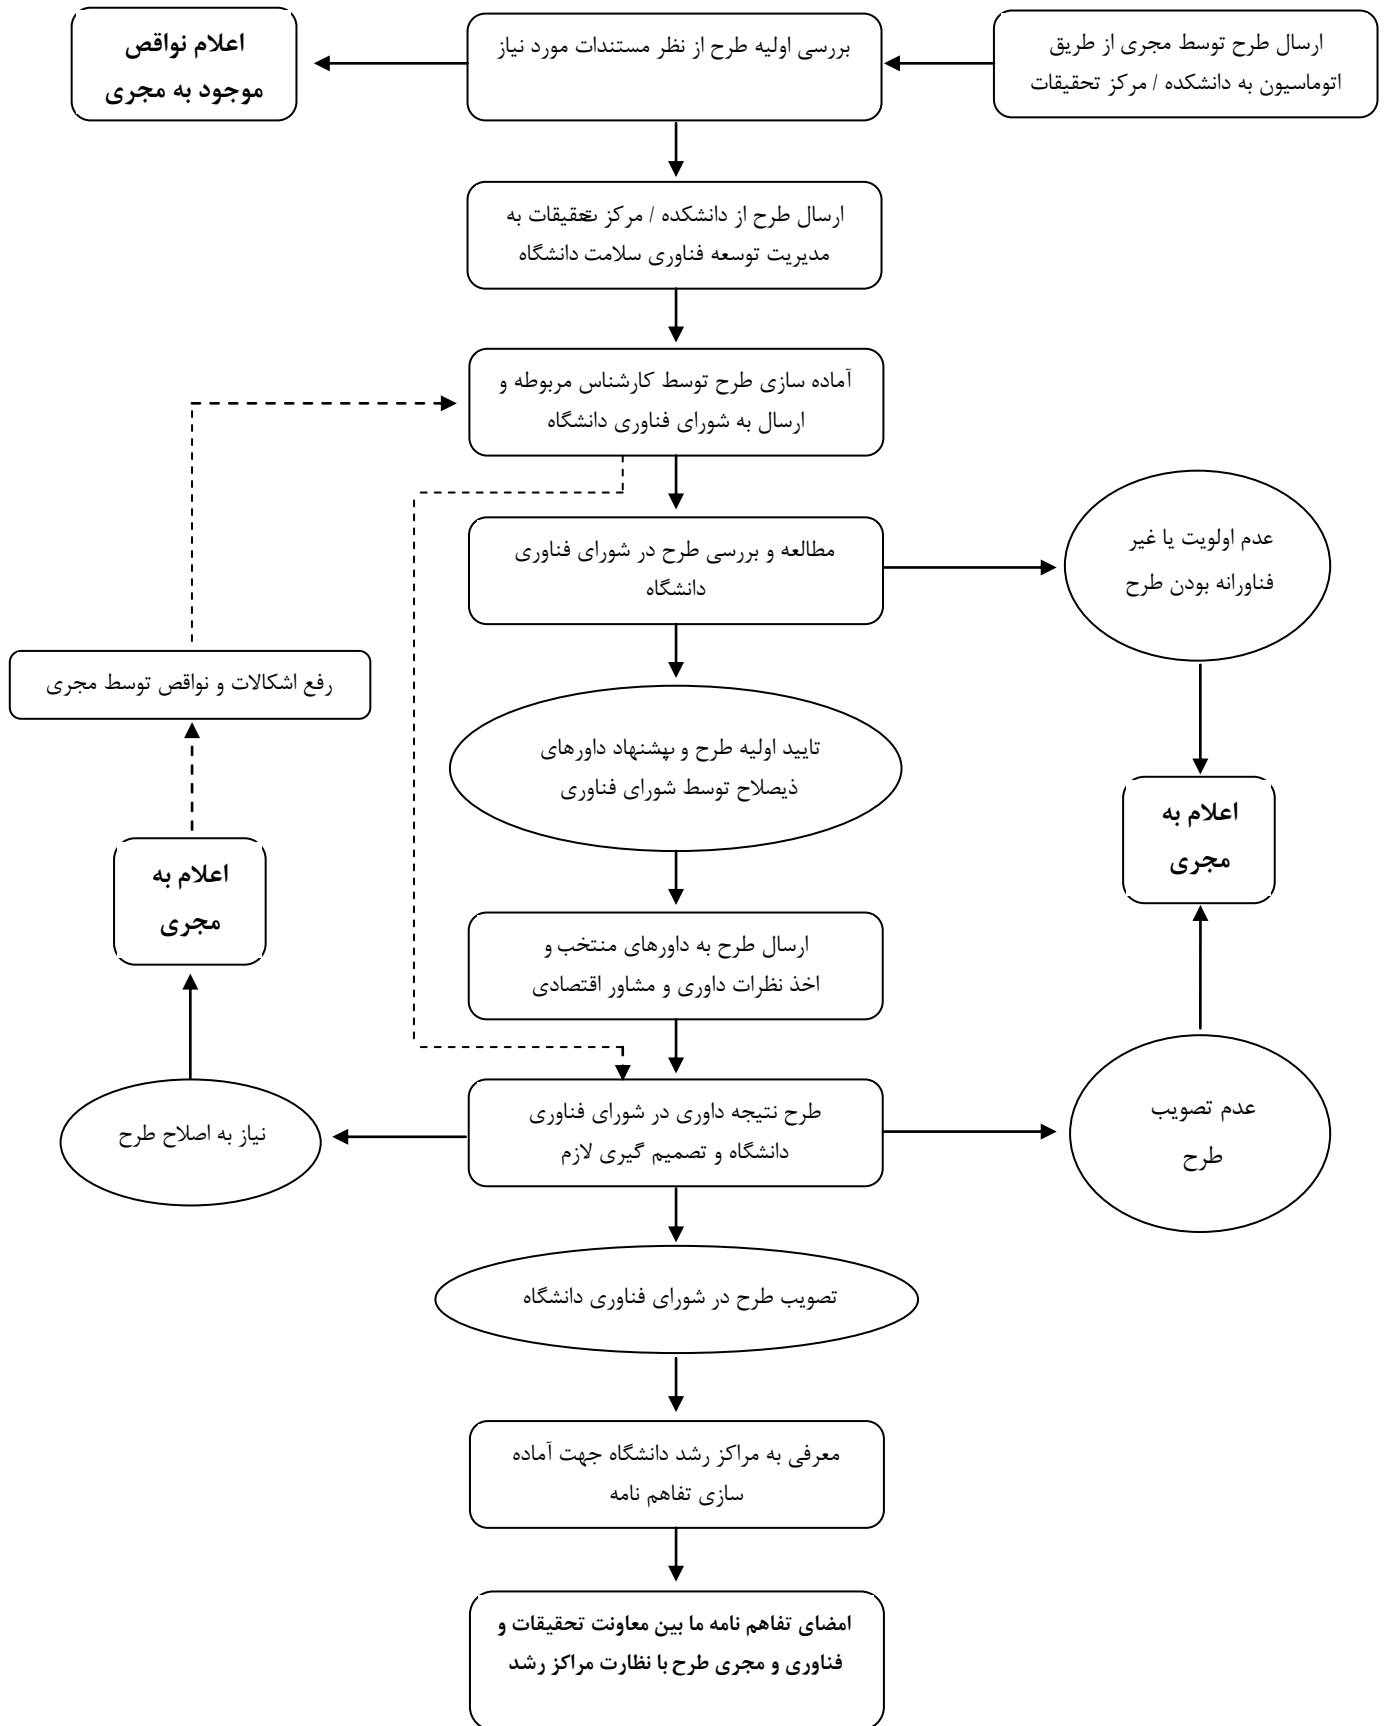 ارسال طرح توسط مجری از طریق
اتوماسیون به دانشکده / مرکز تحقیقات
بررسی اولیه طرح از نظر مستندات مورد نیاز
اعلام نواقص
موجود به مجری
ارسال طرح از دانشکده / مرکز تحقیقات به
مدیریت توسعه فناوری سلامت دانشگاه
آماده سازی طرح توسط کارشناس مربوطه و
ارسال به شورای فناوری دانشگاه
مطالعه و بررسی طرح در شورای فناوری
دانشگاه
عدم اولویت یا غیر
فناورانه بودن طرح
رفع اشکالات و نواقص توسط مجری
تایید اولیه طرح و پیشنهاد داورهای
ذیصلاح توسط شورای فناوری
اعلام به
مجری
اعلام به
مجری
ارسال طرح به داورهای منتخب و
اخذ نظرات داوری و مشاور اقتصادی
طرح نتیجه داوری در شورای فناوری
دانشگاه و تصمیم گیری لازم
عدم تصویب
طرح
نیاز به اصلاح طرح
تصویب طرح در شورای فناوری دانشگاه
معرفی به مراکز رشد دانشگاه جهت آماده
سازی تفاهم نامه
امضای تفاهم نامه ما بین معاونت تحقیقات و
فناوری و مجری طرح با نظارت مراکز رشد